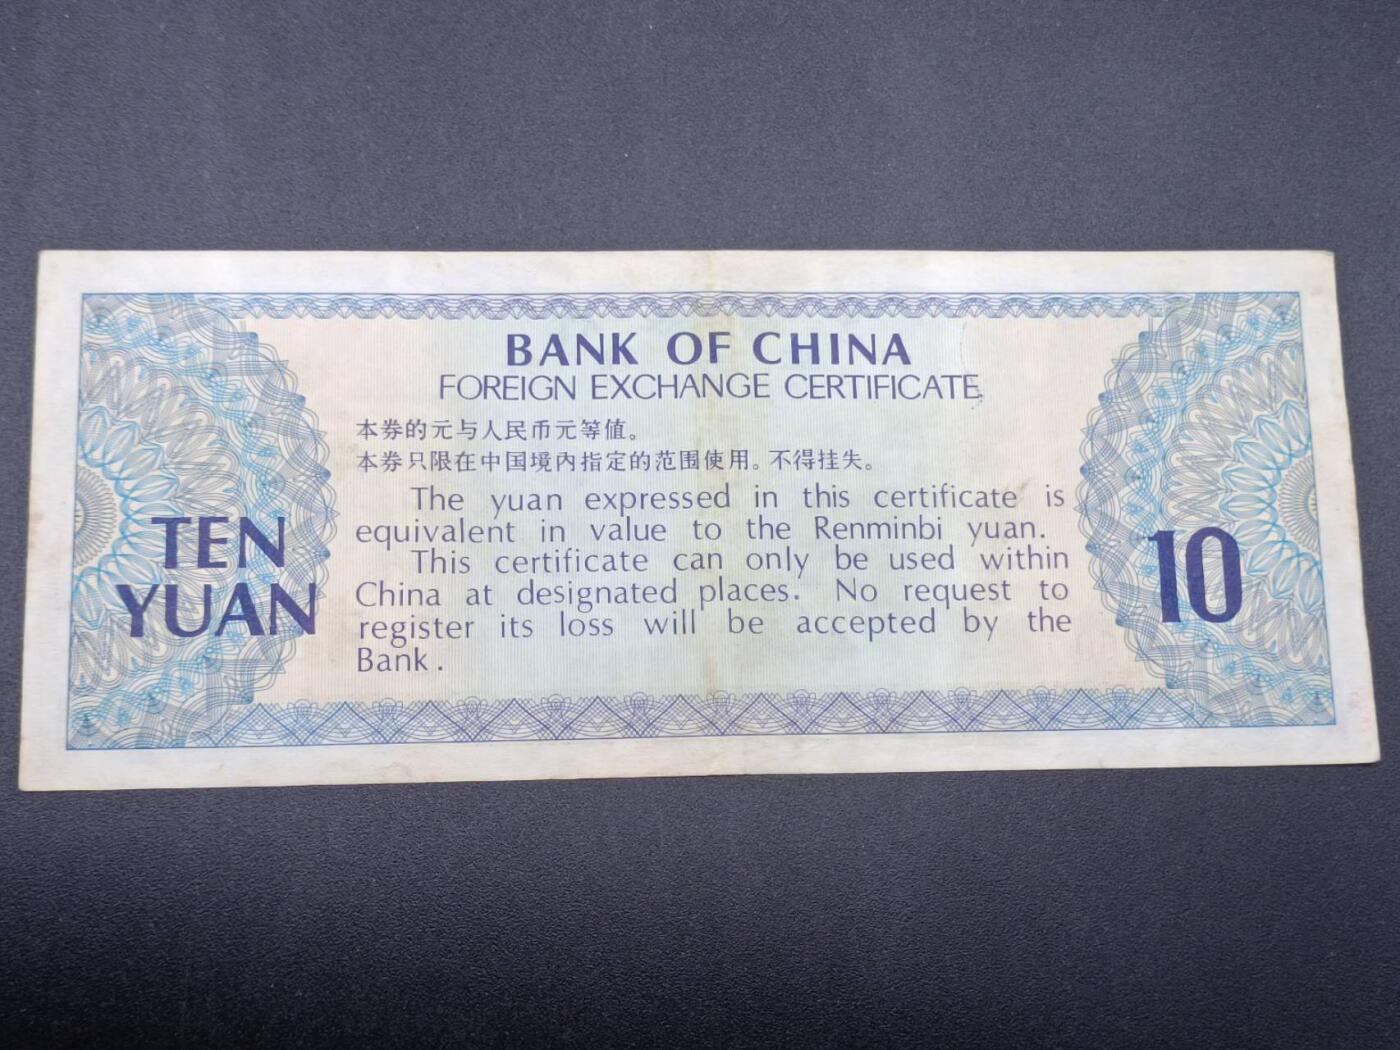 BANK OF CHINA
FOREIGN EXCHANGE CERTIFICATE
本券的元与人民币元等值。
本券只限在中国境内指定的范围使用。不得挂失。
The yuan expressed in this certificate is
equivalent in value to the Renminbi yuan.
This certificate can only be used within
China at designated places. No request to
register its loss will be accepted by the
Bank.
TEN
YUAN
10